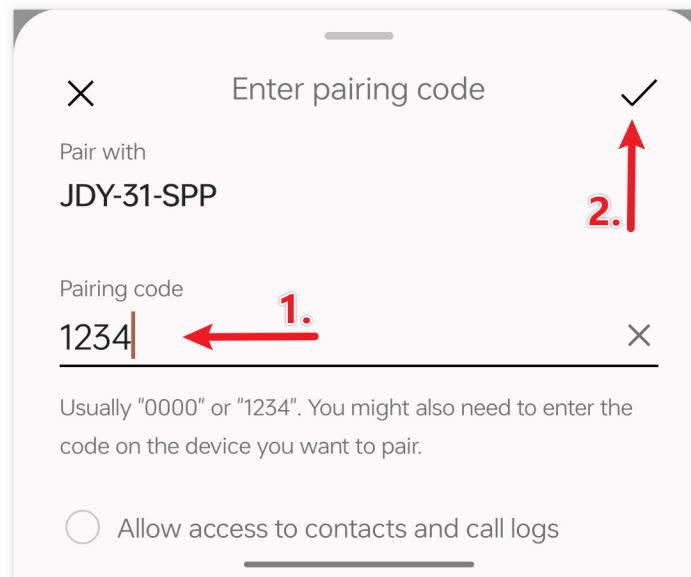 Enter pairing code
Pair with
JDY-31-SPP
2.
Pairing code
1.
1234
Usually "0000" or "1234". You might also need to enter the
code on the device you want to pair.
Allow access to contacts and call logs